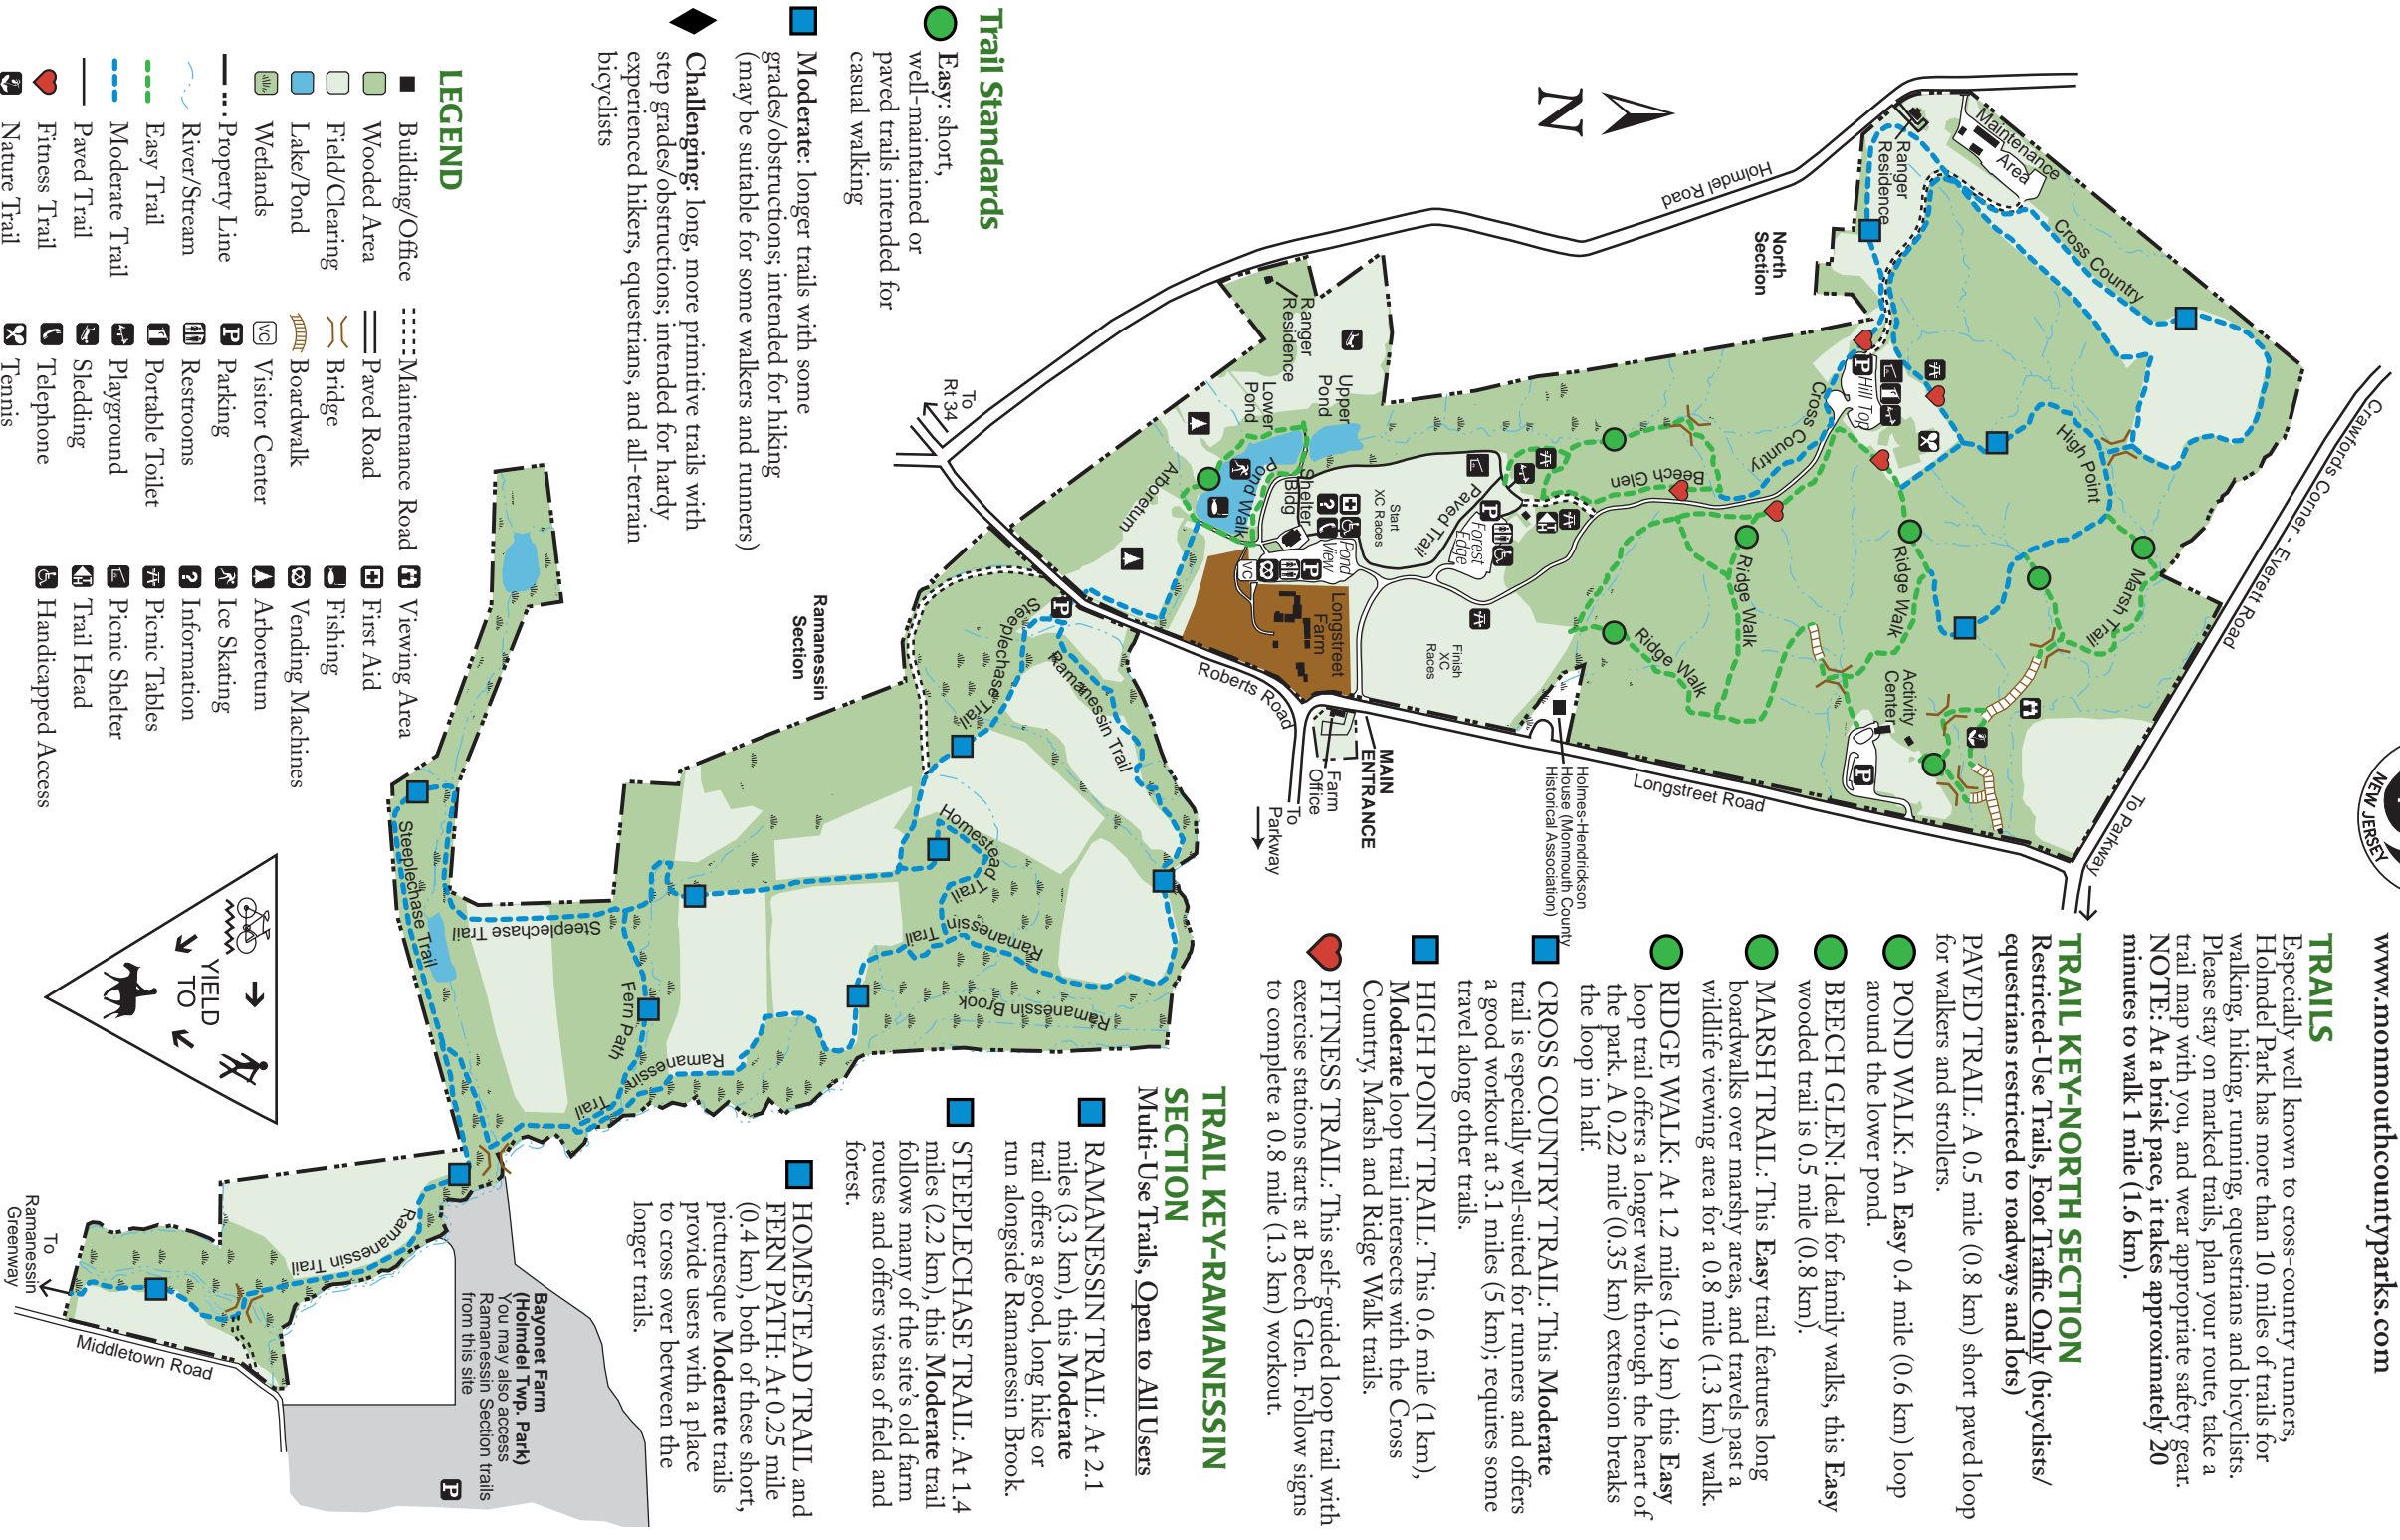 www.monmouthcountyparks.com
NEW JERSEY
TRAILS
Especially well known to cross-country runners,
Holmdel Park has more than 10 miles of trails for
walking, hiking, running, equestrians and bicyclists.
Please stay on marked trails, plan your route, take a
trail map with you, and wear appropriate safety gear.
NOTE: At a brisk pace, it takes approximately 20
minutes to walk 1 mile (1.6 km).
TRAIL KEY-NORTH SECTION
Restricted-Use Trails, Foot Traffic Only (bicyclists/
equestrians restricted to roadways and lots)
PAVED TRAIL: A 0.5 mile (0.8 km) short paved loop
for walkers and strollers.
POND WALK: An Easy 0.4 mile (0.6 km) loop
around the lower pond.
BEECH GLEN: Ideal for family walks, this Easy
wooded trail is 0.5 mile (0.8 km).
MARSH TRAIL: This Easy trail features long
boardwalks over marshy areas, and travels past a
wildlife viewing area for a 0.8 mile (1.3 km) walk.
RIDGE WALK: At 1.2 miles (1.9 km) this Easy
loop trail offers a longer walk through the heart of
the park. A 0.22 mile (0.35 km) extension breaks
the loop in half.
CROSS COUNTRY TRAIL: This Moderate
trail is especially well-suited for runners and offers
a good workout at 3.1 miles (5 km); requires some
travel along other trails.
HIGH POINT TRAIL: This 0.6 mile (1 km),
Moderate loop trail intersects with the Cross
Country, Marsh and Ridge Walk trails.
FITNESS TRAIL: This self-guided loop trail with
exercise stations starts at Beech Glen. Follow signs
to complete a 0.8 mile (1.3 km) workout.
TRAIL KEY-RAMANESSIN
SECTION
Multi-Use Trails, Open to All Users
RAMANESSIN TRAIL: At 2.1
miles (3.3 km), this Moderate
trail offers a good, long hike or
run alongside Ramanessin Brook.
STEEPLECHASE TRAIL: At 1.4
miles (2.2 km), this Moderate trail
follows many of the site's old farm
routes and offers vistas of field and
forest.
HOMESTEAD TRAIL and
FERN PATH: At 0.25 mile
(0.4 km), both of these short,
picturesque Moderate trails
provide users with a place
to cross over between the
longer trails.
Trail Standards
Easy: short,
well-maintained or
paved trails intended for
casual walking
Moderate: longer trails with some
grades/obstructions; intended for hiking
(may be suitable for some walkers and runners)
Challenging: long, more primitive trails with
step grades/obstructions; intended for hardy
experienced hikers, equestrians, and all-terrain
bicyclists
LEGEND
Building/Office
Wooded Area
Field/Clearing
Lake/Pond
Wetlands
Property Line
River/Stream
Easy Trail
Moderate Trail
Paved Trail
Fitness Trail
Nature Trail
Maintenance Road
Paved Road
Bridge
Boardwalk
VC Visitor Center
P Parking
Restrooms
Portable Toilet
Playground
Sledding
Telephone
Tennis
Viewing Area
First Aid
Fishing
Vending Machines
Arboretum
Ice Skating
? Information
Picnic Tables
Picnic Shelter
Trail Head
Handicapped Access
N
Crawfords Corner - Everett Road
To Parkway
Holmdel Road
Maintenance
Area
Ranger
Residence
Cross Country
North
Section
High Point
Marsh Trail
P
Hill Top
Cross Country
Ridge Walk
Ridge Walk
Ridge Walk
Beech Glen
Activity
Center
P
Longstreet Road
Ranger
Residence
Upper
Pond
Lower
Pond
Pond Walk
Shelter
Bldg
Arboretum
Start
XC Races
Paved Trail
P
Forest
Edge
?
Pond
View
VC
P
Longstreet
Farm
Finish
XC
Races
Holmes-Hendrickson
House (Monmouth County
Historical Association)
MAIN
ENTRANCE
Farm
Office
To
Parkway
Roberts Road
To
Rt 34
Ramanessin
Section
P
Steeplechase Trail
Ramanessin Trail
Homestead
Trail
Ramanessin
Trail
Ramanessin Brook
Steeplechase Trail
Steeplechase Trail
Fern Path
Ramanessin
Trail
Ramanessin Trail
To
Ramanessin
Greenway
Middletown Road
Bayonet Farm
(Holmdel Twp. Park)
You may also access
Ramanessin Section trails
from this site
P
YIELD
TO